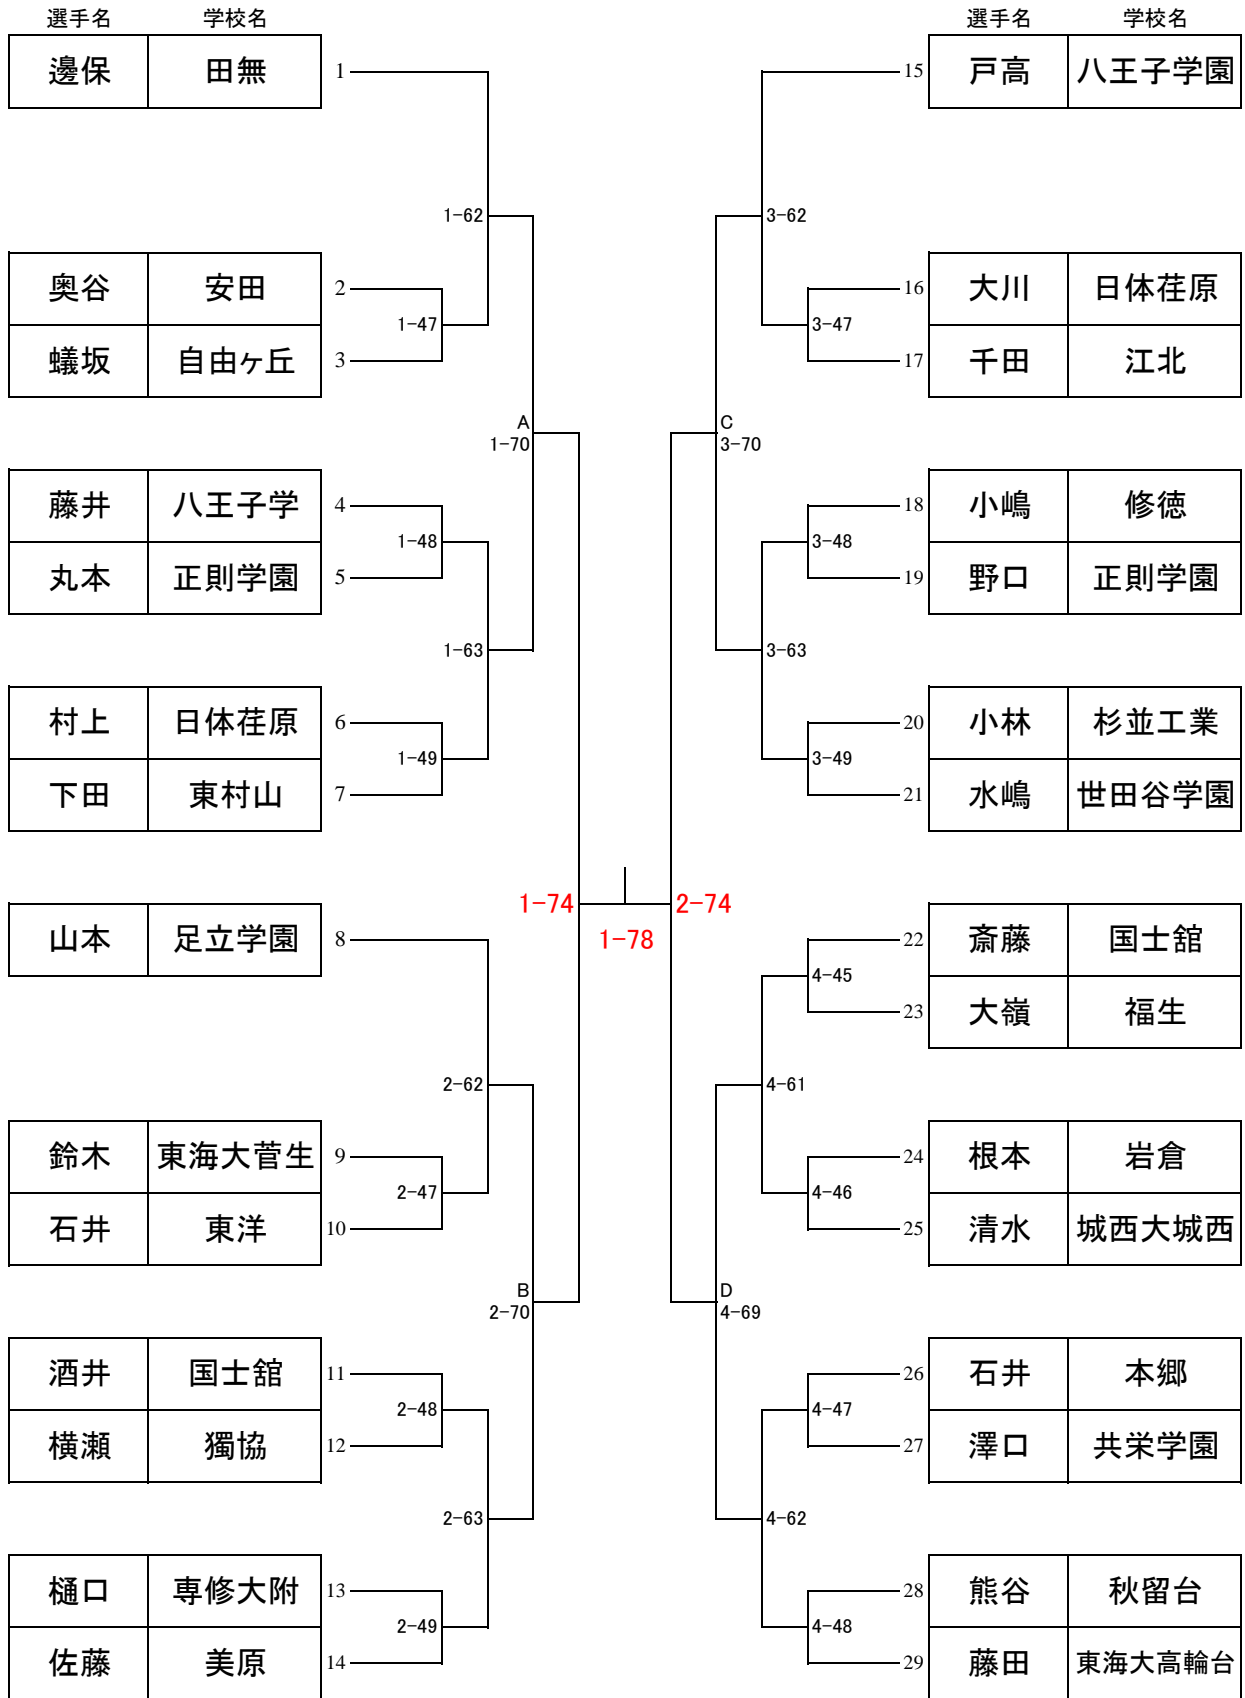 選手名 学校名
邊保 田無 1
1-62
奥谷 安田 2
1-47
蟻坂 自由ヶ丘 3
A
1-70
藤井 八王子学 4
1-48
丸本 正則学園 5
1-63
村上 日体荏原 6
1-49
下田 東村山 7
1-74
山本 足立学園 8
2-62
鈴木 東海大菅生 9
2-47
石井 東洋 10
B
2-70
酒井 国士舘 11
2-48
横瀬 獨協 12
2-63
樋口 専修大附 13
2-49
佐藤 美原 14
1-78
選手名 学校名
15 戸高 八王子学園
3-62
16 大川 日体荏原
3-47
17 千田 江北
C
3-70
18 小嶋 修徳
3-48
19 野口 正則学園
3-63
20 小林 杉並工業
3-49
21 水嶋 世田谷学園
2-74
22 斎藤 国士舘
4-45
23 大嶺 福生
4-61
24 根本 岩倉
4-46
25 清水 城西大城西
D
4-69
26 石井 本郷
4-47
27 澤口 共栄学園
4-62
28 熊谷 秋留台
4-48
29 藤田 東海大高輪台